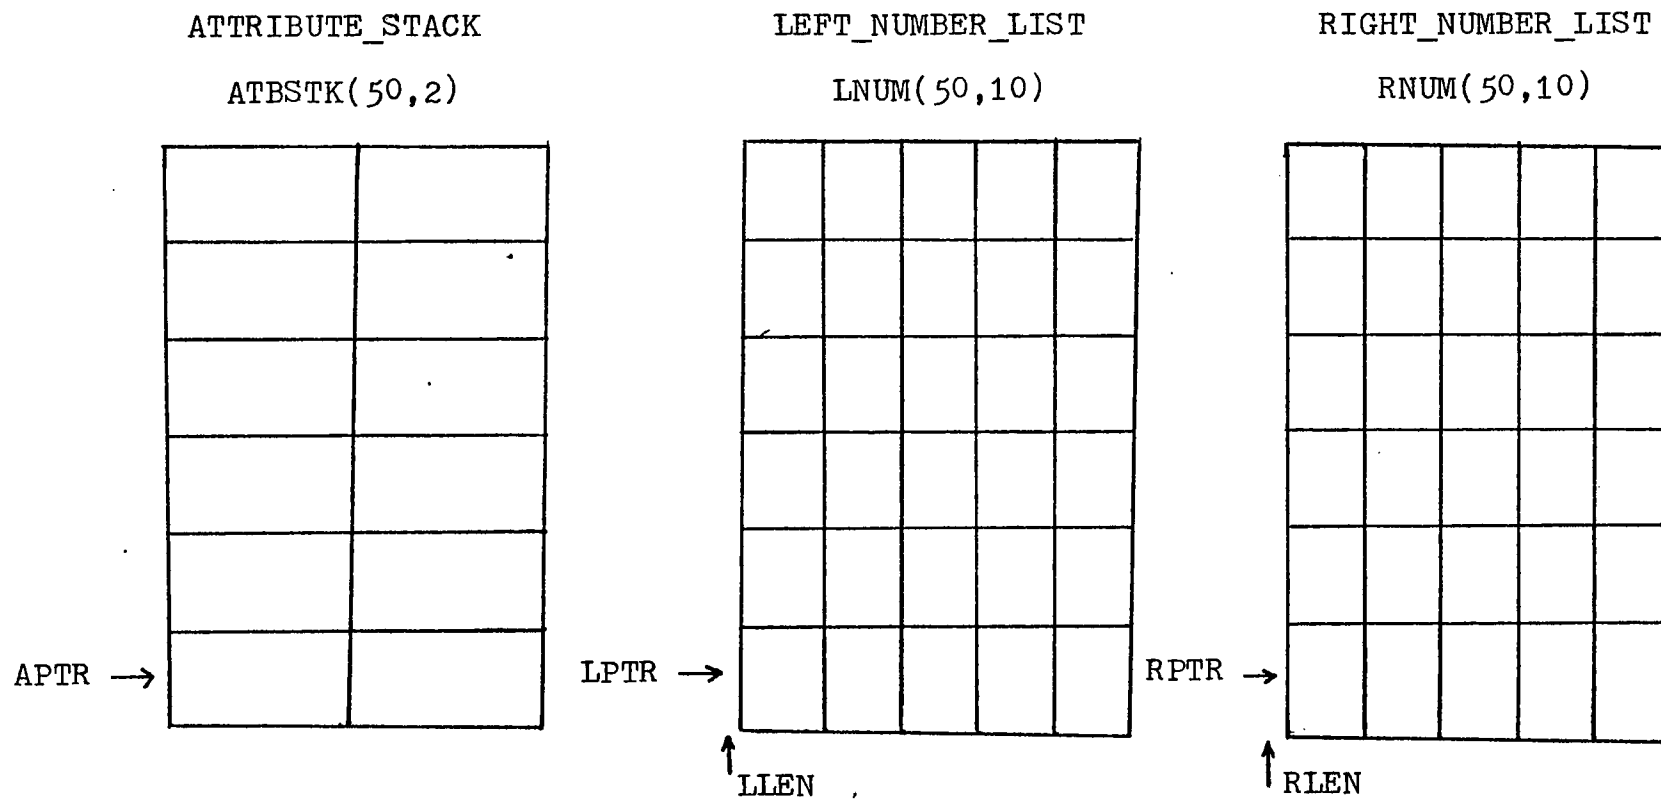 ATTRIBUTE_STACK
ATBSTK(50,2)
LEFT_NUMBER_LIST
LNUM(50,10)
RIGHT_NUMBER_LIST
RNUM(50,10)
APTR →
LPTR →
RPTR →
↑LLEN
↑RLEN